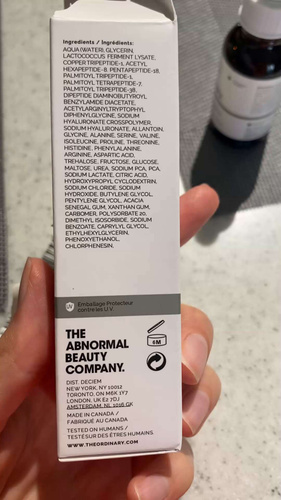 Ingredients / Ingrédients:
AQUA (WATER), GLYCERIN,
LACTOCOCCUS FERMENT LYSATE,
COPPER TRIPEPTIDE-1, ACETYL
HEXAPEPTIDE-8, PENTAPEPTIDE-18,
PALMITOYL TRIPEPTIDE-1,
PALMITOYL TETRAPEPTIDE-7,
PALMITOYL TRIPEPTIDE-38,
DIPEPTIDE DIAMINOBUTYROYL
BENZYLAMIDE DIACETATE,
ACETYLARGINYLTRYPTOPHYL
DIPHENYLGLYCINE, SODIUM
HYALURONATE CROSSPOLYMER,
SODIUM HYALURONATE, ALLANTOIN,
GLYCINE, ALANINE, SERINE, VALINE,
ISOLEUCINE, PROLINE, THREONINE,
HISTIDINE, PHENYLALANINE,
ARGININE, ASPARTIC ACID,
TREHALOSE, FRUCTOSE, GLUCOSE,
MALTOSE, UREA, SODIUM PCA, PCA,
SODIUM LACTATE, CITRIC ACID,
HYDROXYPROPYL CYCLODEXTRIN,
SODIUM CHLORIDE, SODIUM
HYDROXIDE, BUTYLENE GLYCOL,
PENTYLENE GLYCOL, ACACIA
SENEGAL GUM, XANTHAN GUM,
CARBOMER, POLYSORBATE 20,
DIMETHYL ISOSORBIDE, SODIUM
BENZOATE, CAPRYLYL GLYCOL,
ETHYLHEXYLGLYCERIN,
PHENOXYETHANOL,
CHLORPHENESIN.
UV
Emballage Protecteur
contre les U.V.
THE
ABNORMAL
BEAUTY
COMPANY.
6M
DIST. DECIEM
NEW YORK, NY 10012
TORONTO, ON M6K 1Y7
LONDON, UK E2 7DJ
AMSTERDAM, NL 1016 GK
MADE IN CANADA /
FABRIQUÉ AU CANADA
TESTED ON HUMANS /
TESTÉ SUR DES ÊTRES HUMAINS.
WWW.THEORDINARY.COM